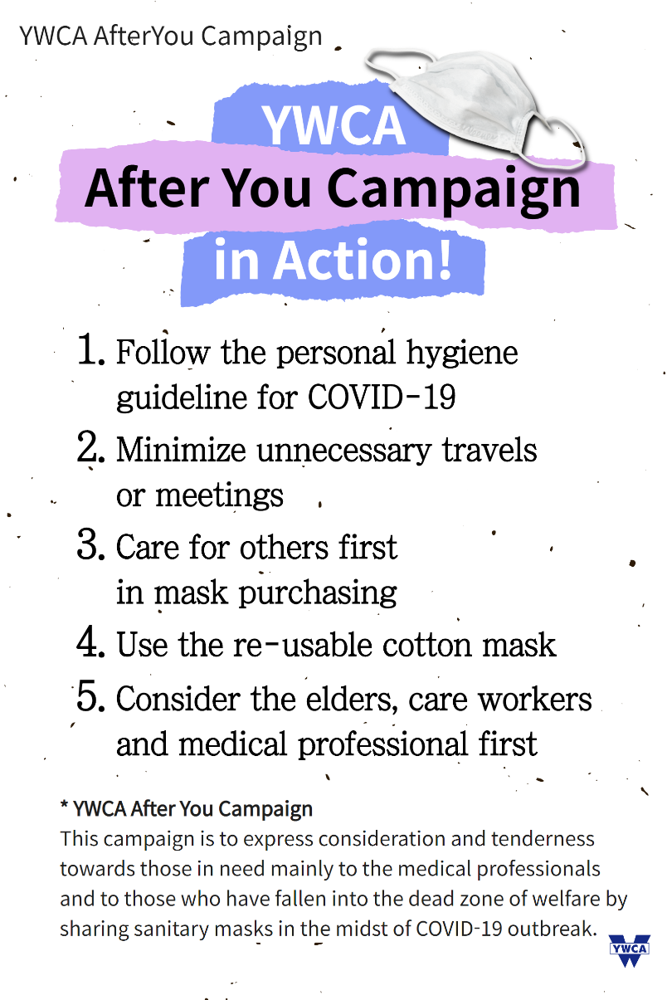 YWCA AfterYou Campaign
YWCA
After You Campaign
in Action!
1. Follow the personal hygiene
guideline for COVID-19
2. Minimize unnecessary travels
or meetings
3. Care for others first
in mask purchasing
4. Use the re-usable cotton mask
5. Consider the elders, care workers
and medical professional first
* YWCA After You Campaign
This campaign is to express consideration and tenderness
towards those in need mainly to the medical professionals
and to those who have fallen into the dead zone of welfare by
sharing sanitary masks in the midst of COVID-19 outbreak.
YWCA